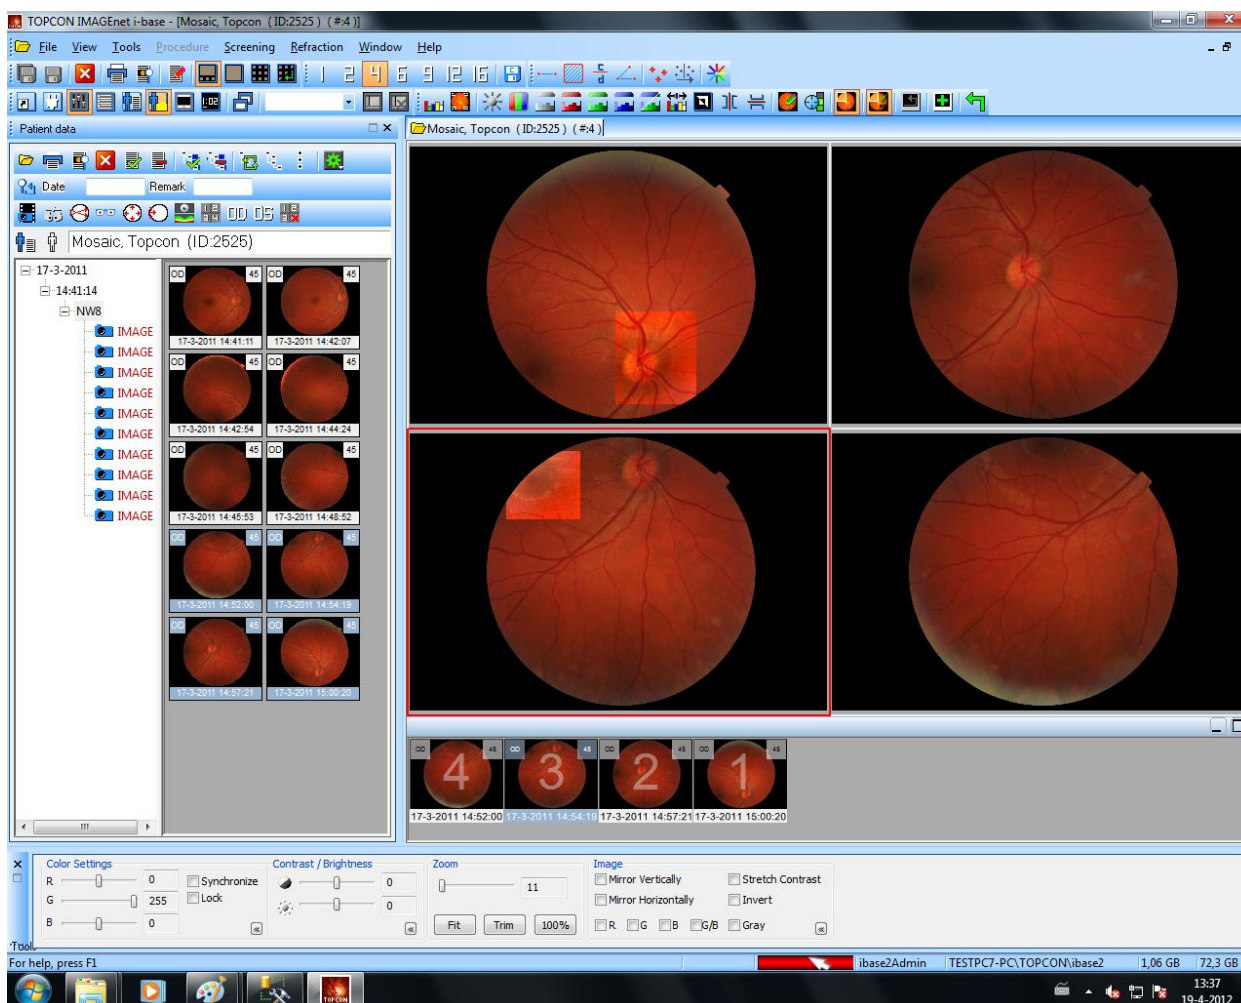 TOPCON IMAGEnet i-base - [Mosaic, Topcon (ID:2525) (#:4)]
File View Tools Procedure Screening Refraction Window Help
1 2 4 6 9 12 16
Patient data
Mosaic, Topcon (ID:2525) (#:4)
Date Remark
OD OS
Mosaic, Topcon (ID:2525)
17-3-2011
14:41:14
NW8
IMAGE
IMAGE
IMAGE
IMAGE
IMAGE
IMAGE
IMAGE
IMAGE
IMAGE
IMAGE
OD 45 OD 45
17-3-2011 14:41:11 17-3-2011 14:42:07
OD 45 OD 45
17-3-2011 14:42:54 17-3-2011 14:44:24
OD 45 OD 45
17-3-2011 14:45:53 17-3-2011 14:48:52
OD 45 OD 45
17-3-2011 14:52:00 17-3-2011 14:54:19
OD 45 OD 45
17-3-2011 14:57:21 17-3-2011 15:00:20
OD 45 OD 45 OD 45 OD 45
4 3 2 1
17-3-2011 14:52:00 17-3-2011 14:54:19 17-3-2011 14:57:21 17-3-2011 15:00:20
Color Settings Contrast / Brightness Zoom Image
R 0 Synchronize 0 11 Mirror Vertically Stretch Contrast
G 255 Lock 0 Mirror Horizontally Invert
B 0 Fit Trim 100% R G B G/B Gray
For help, press F1 ibase2Admin TESTPC7-PC\TOPCON\ibase2 1,06 GB 72,3 GB
TOPCON
13:37
19-4-2012